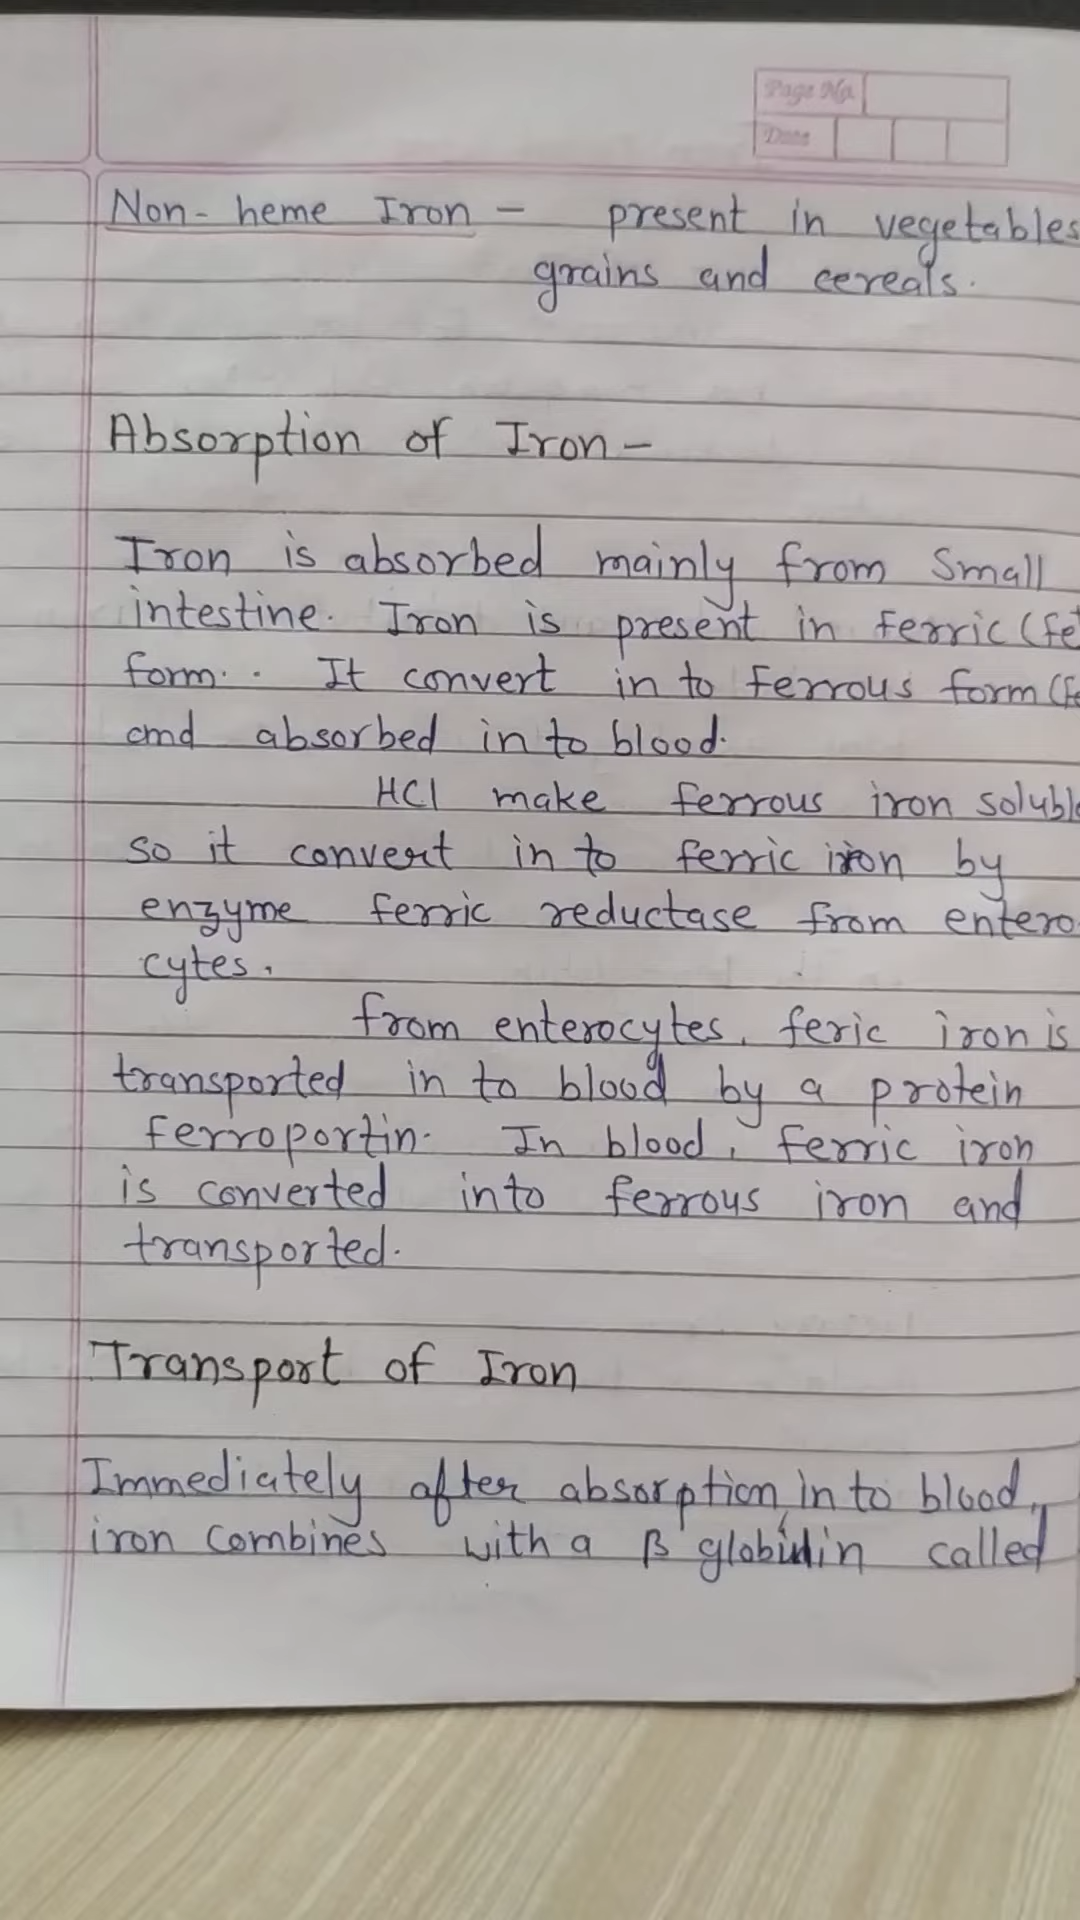 Page No.
Date
Non-heme Iron - present in vegetables
grains and cereals.
Absorption of Iron -
Iron is absorbed mainly from Small
intestine. Iron is present in ferric (fe
form.. It convert in to ferrous form (fe
and absorbed in to blood.
HCl make ferrous iron soluble
so it convert in to ferric iron by
enzyme ferric reductase from entero-
cytes.
from enterocytes, feric iron is
transported in to blood by a protein
ferroportin. In blood, ferric iron
is converted into ferrous iron and
transported.
Transport of Iron
Immediately after absorption in to blood,
iron combines with a β called